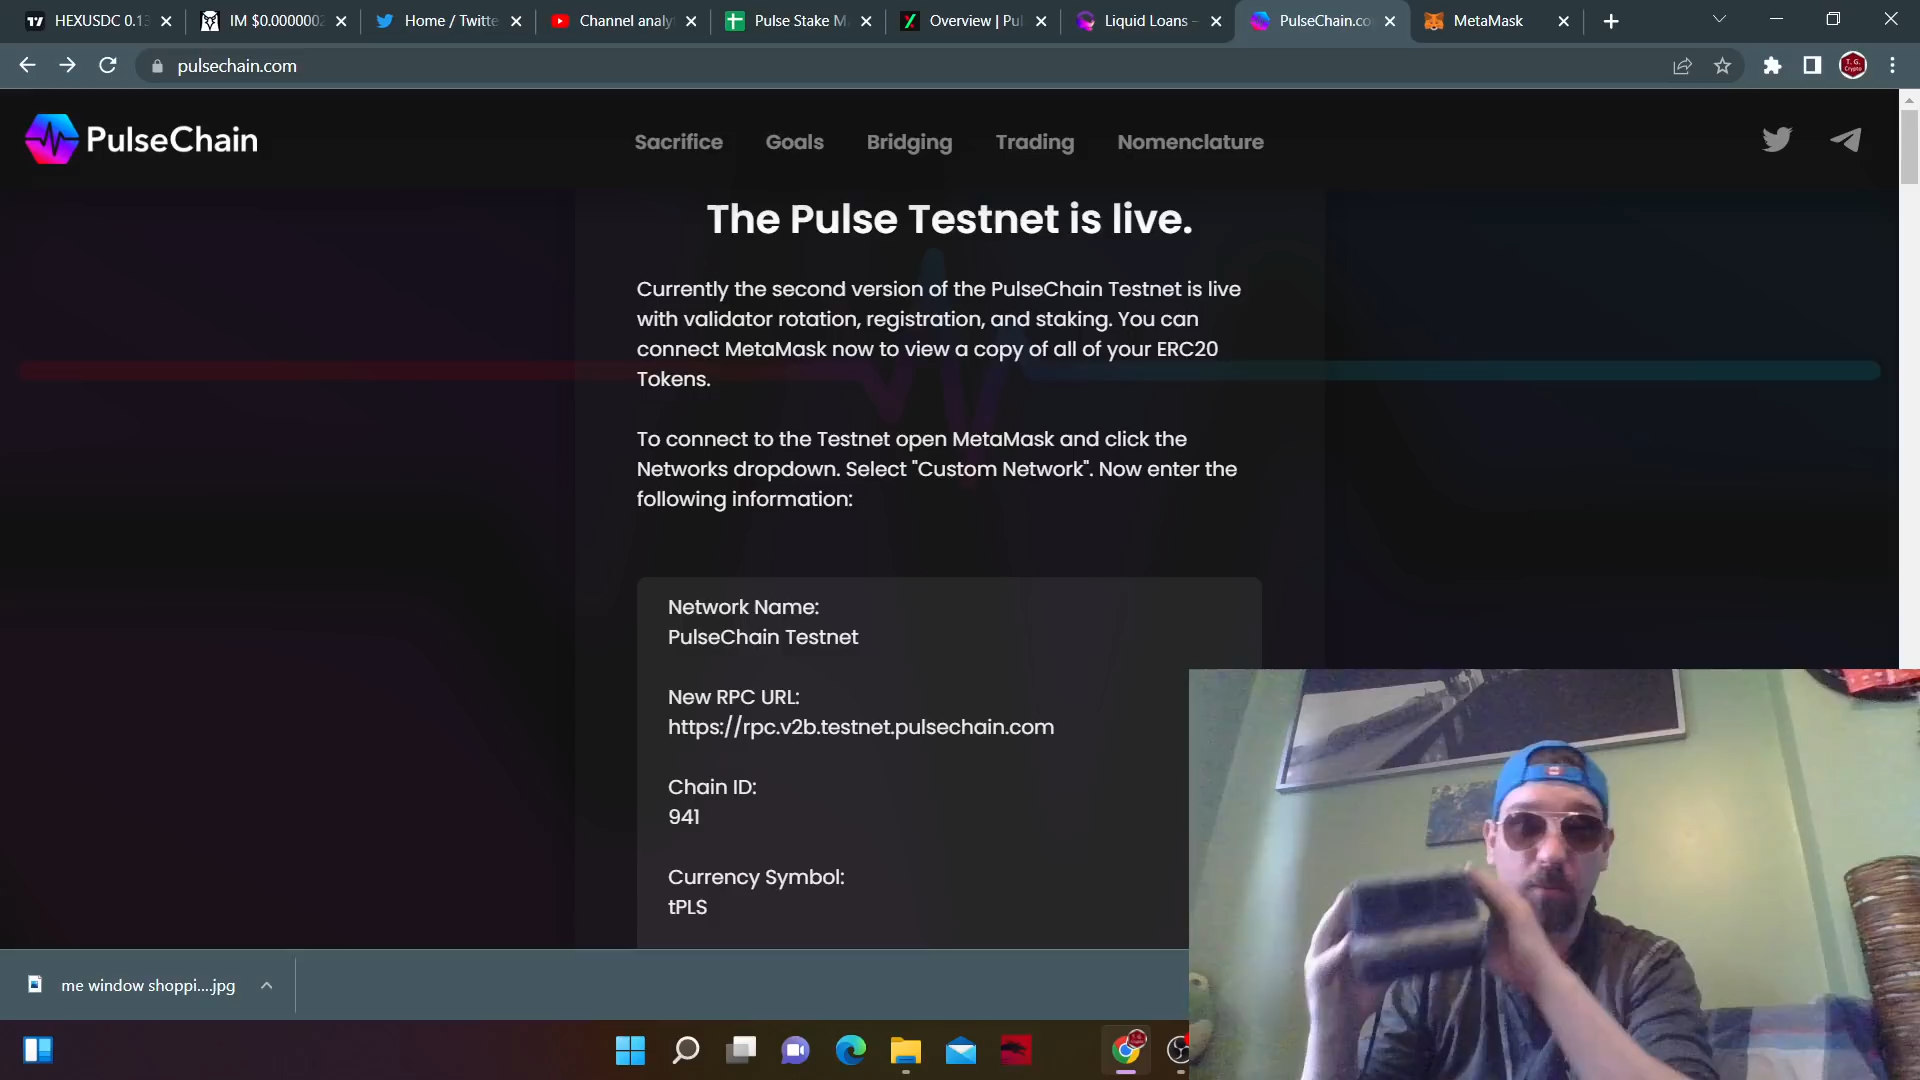 HEXUSDC 0.13
IM $0.0000002
Home / Twitte
Channel analy
Pulse Stake M
Overview | Pul
Liquid Loans –
PulseChain.co
MetaMask
pulsechain.com
T. G.
Crypto
PulseChain
Sacrifice
Goals
Bridging
Trading
Nomenclature
The Pulse Testnet is live.
Currently the second version of the PulseChain Testnet is live
with validator rotation, registration, and staking. You can
connect MetaMask now to view a copy of all of your ERC20
Tokens.
To connect to the Testnet open MetaMask and click the
Networks dropdown. Select "Custom Network". Now enter the
following information:
Network Name:
PulseChain Testnet
New RPC URL:
https://rpc.v2b.testnet.pulsechain.com
Chain ID:
941
Currency Symbol:
tPLS
me window shoppi....jpg